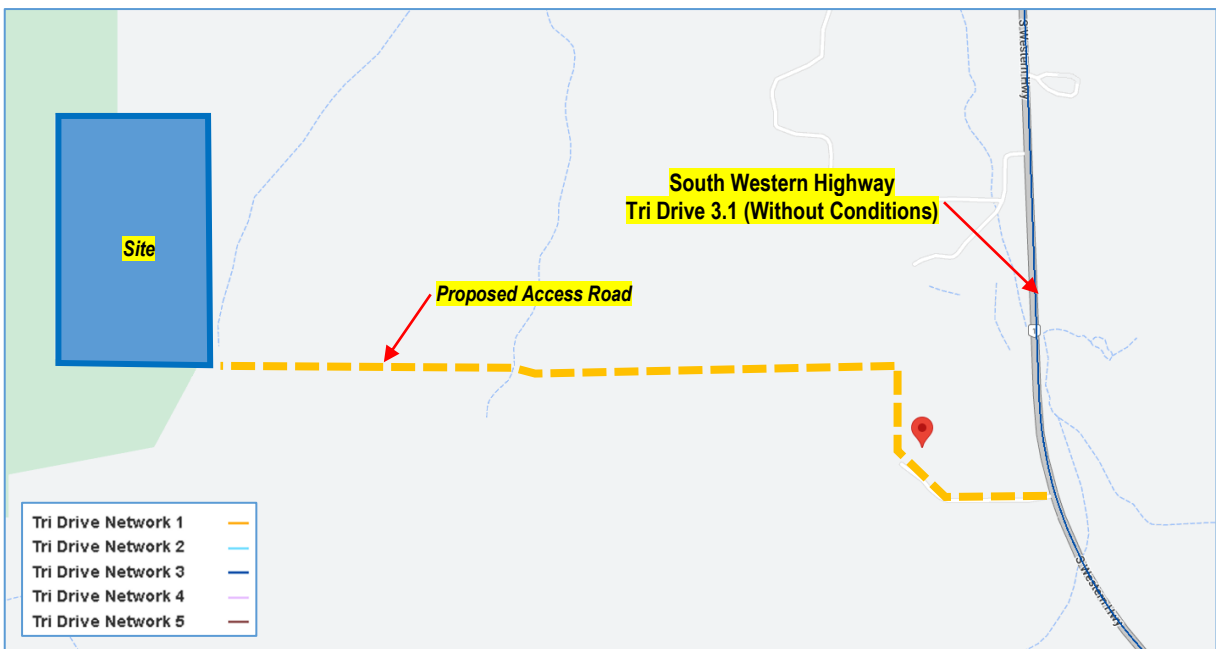 S Western Hwy
South Western Highway
Tri Drive 3.1 (Without Conditions)
Site
Proposed Access Road
1
Tri Drive Network 1
Tri Drive Network 2
Tri Drive Network 3
Tri Drive Network 4
Tri Drive Network 5
S Western Hwy